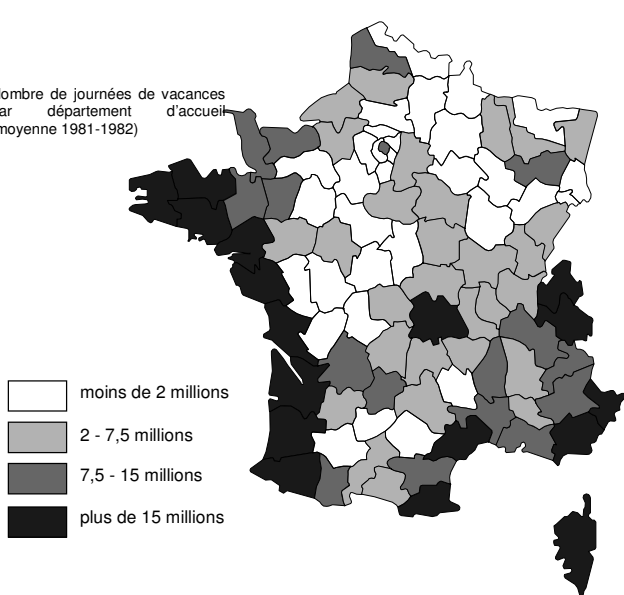 ombre de journées de vacances
ar département d'accueil
moyenne 1981-1982)
moins de 2 millions
2 - 7,5 millions
7,5 - 15 millions
plus de 15 millions